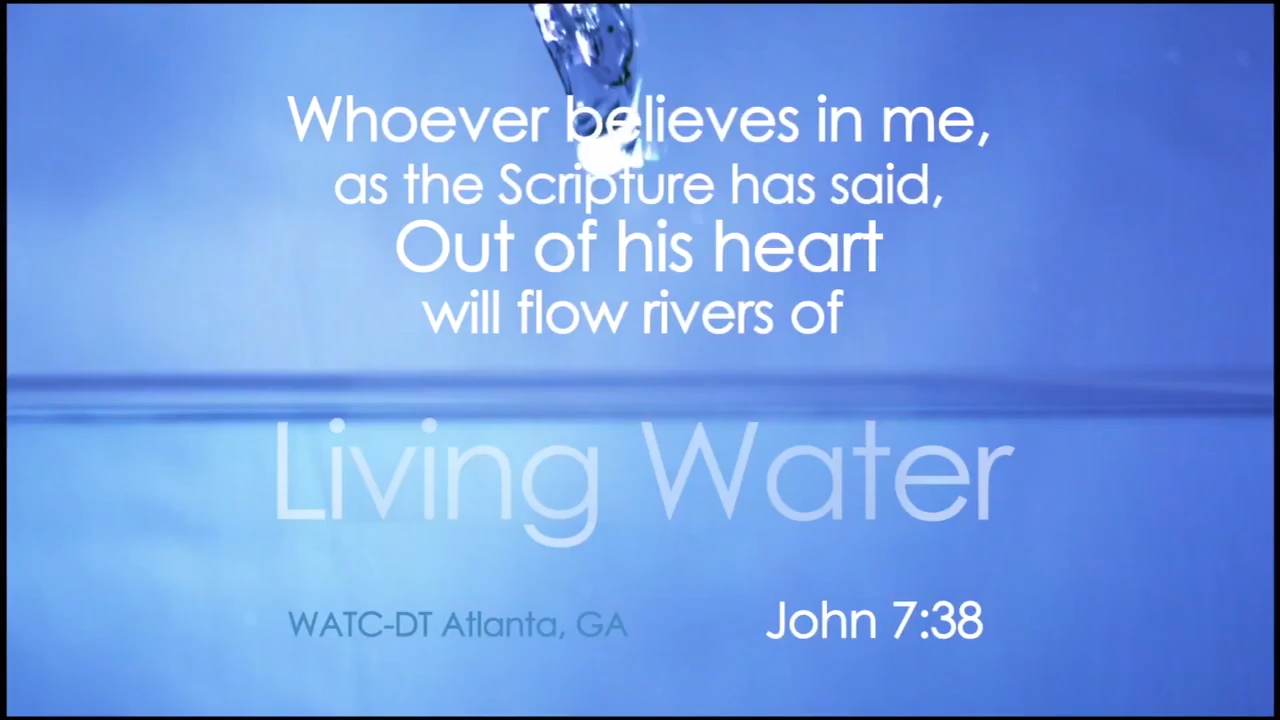 Whoever believes in me,
as the Scripture has said,
Out of his heart
will flow rivers of
Living Water
WATC-DT Atlanta, GA
John 7:38